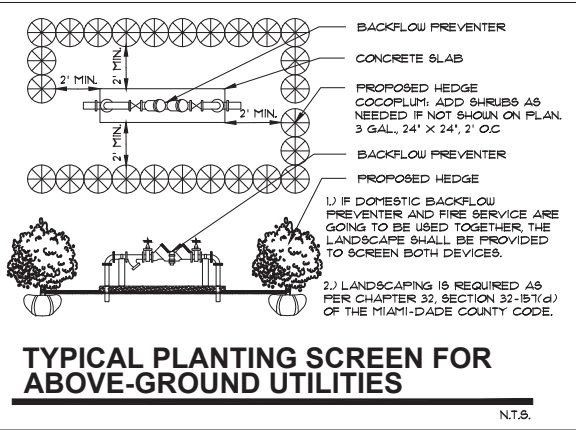 BACKFLOW PREVENTER
CONCRETE SLAB
PROPOSED HEDGE
COCOPLUM: ADD SHRUBS AS
NEEDED IF NOT SHOWN ON PLAN.
3 GAL., 24" X 24", 2' O.C
BACKFLOW PREVENTER
PROPOSED HEDGE
2' MIN.
2' MIN.
2' MIN.
2' MIN.
1.) IF DOMESTIC BACKFLOW
PREVENTER AND FIRE SERVICE ARE
GOING TO BE USED TOGETHER, THE
LANDSCAPE SHALL BE PROVIDED
TO SCREEN BOTH DEVICES.
2.) LANDSCAPING IS REQUIRED AS
PER CHAPTER 32, SECTION 32-157(d)
OF THE MIAMI-DADE COUNTY CODE.
TYPICAL PLANTING SCREEN FOR
ABOVE-GROUND UTILITIES
N.T.S.